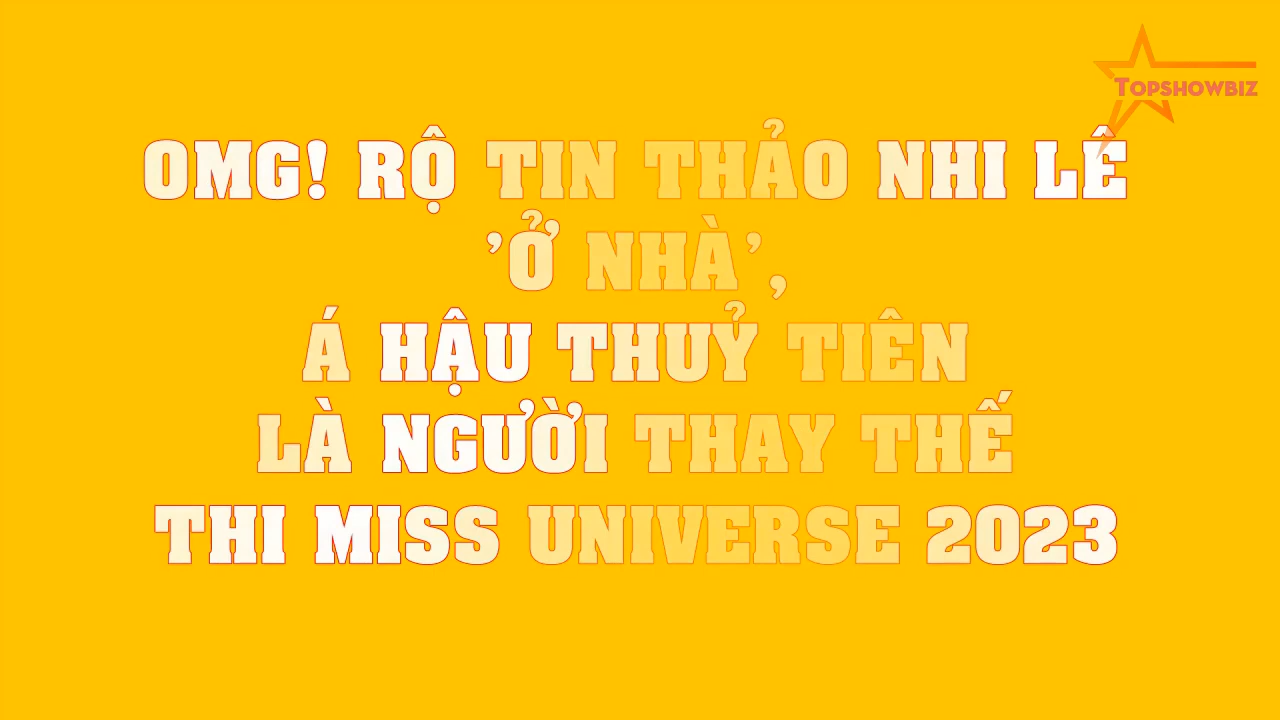 TOPSHOWBIZ
OMG! RỘ TIN THẢO NHI LÊ
'Ở NHÀ',
Á HẬU THUỶ TIÊN
LÀ NGƯỜI THAY THẾ
THI MISS UNIVERSE 2023